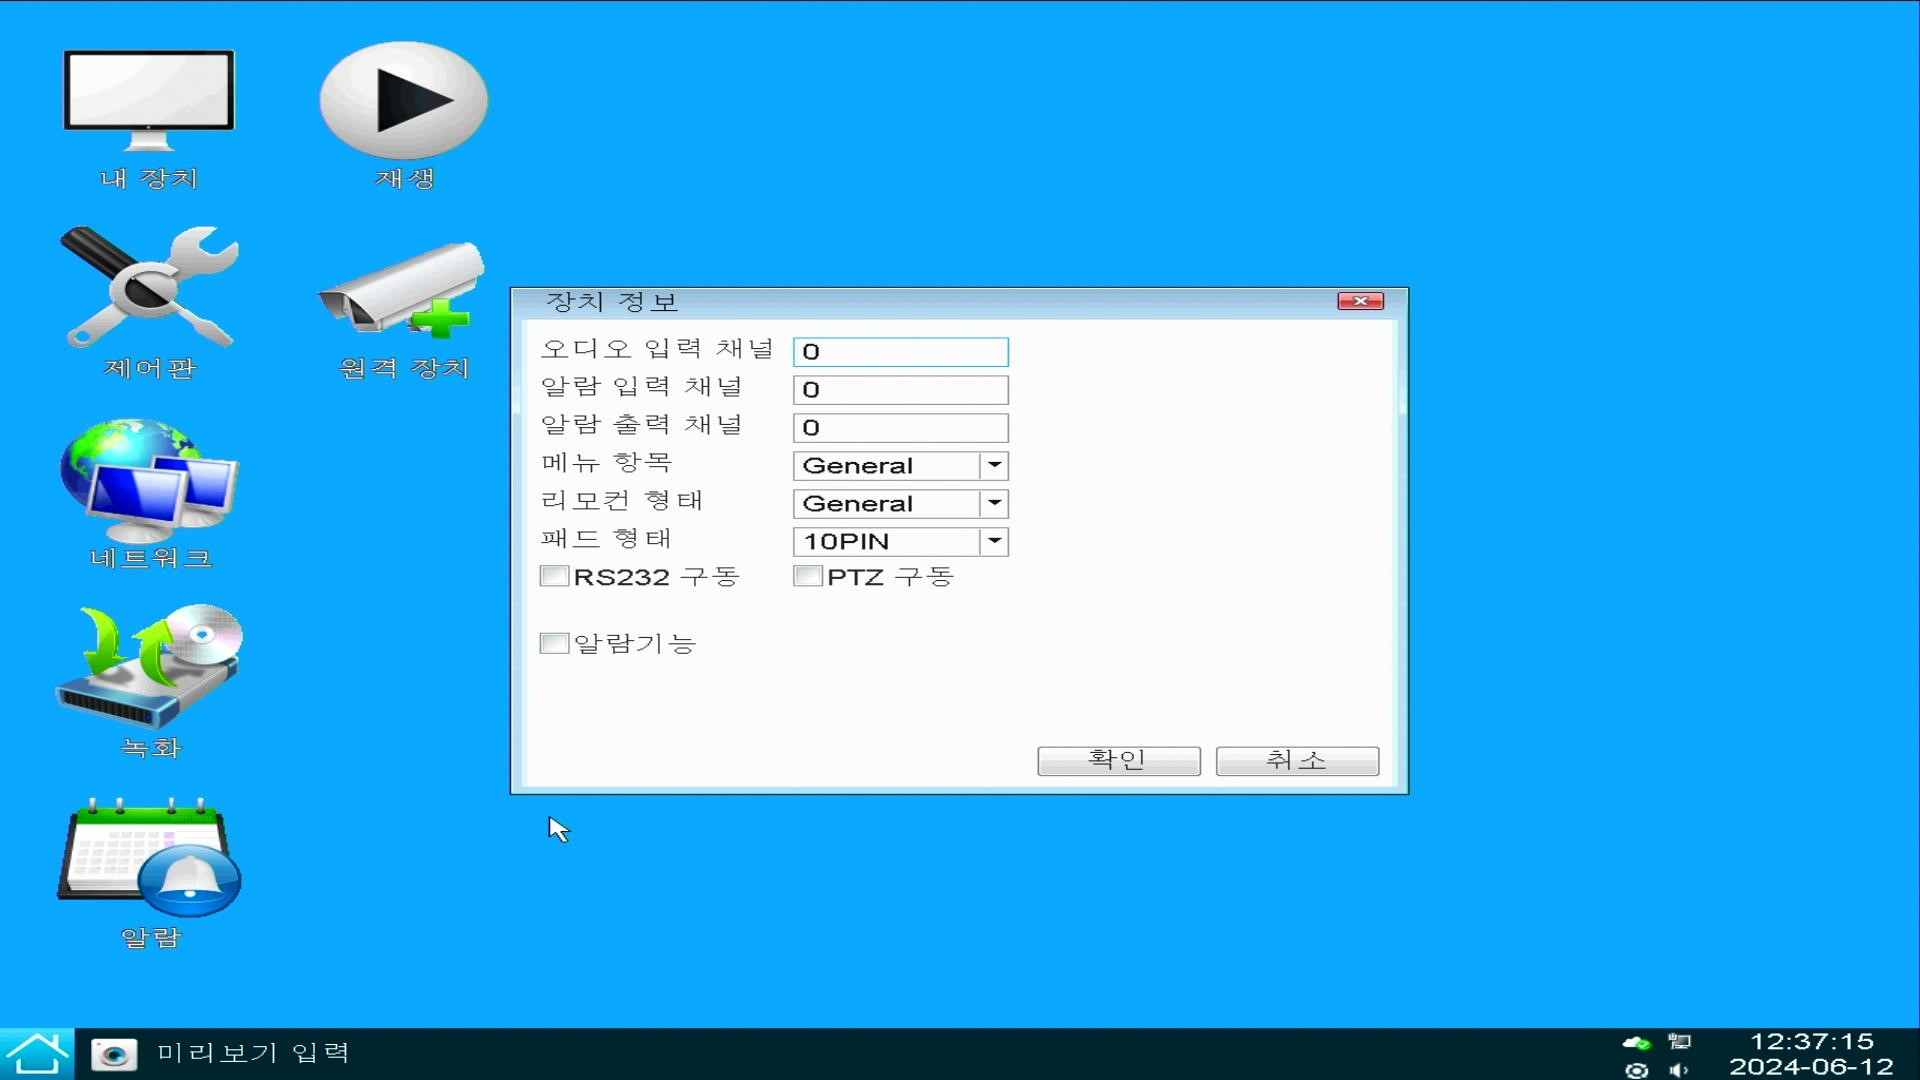 내 장치
재생
제어판
원격 장치
네트워크
녹화
알람
장치 정보
오디오 입력 채널 0
알람 입력 채널 0
알람 출력 채널 0
메뉴 항목 General
리모컨 형태 General
패드 형태 10PIN
RS232 구동 PTZ 구동
알람기능
확인 취소
미리보기 입력
12:37:15
2024-06-12